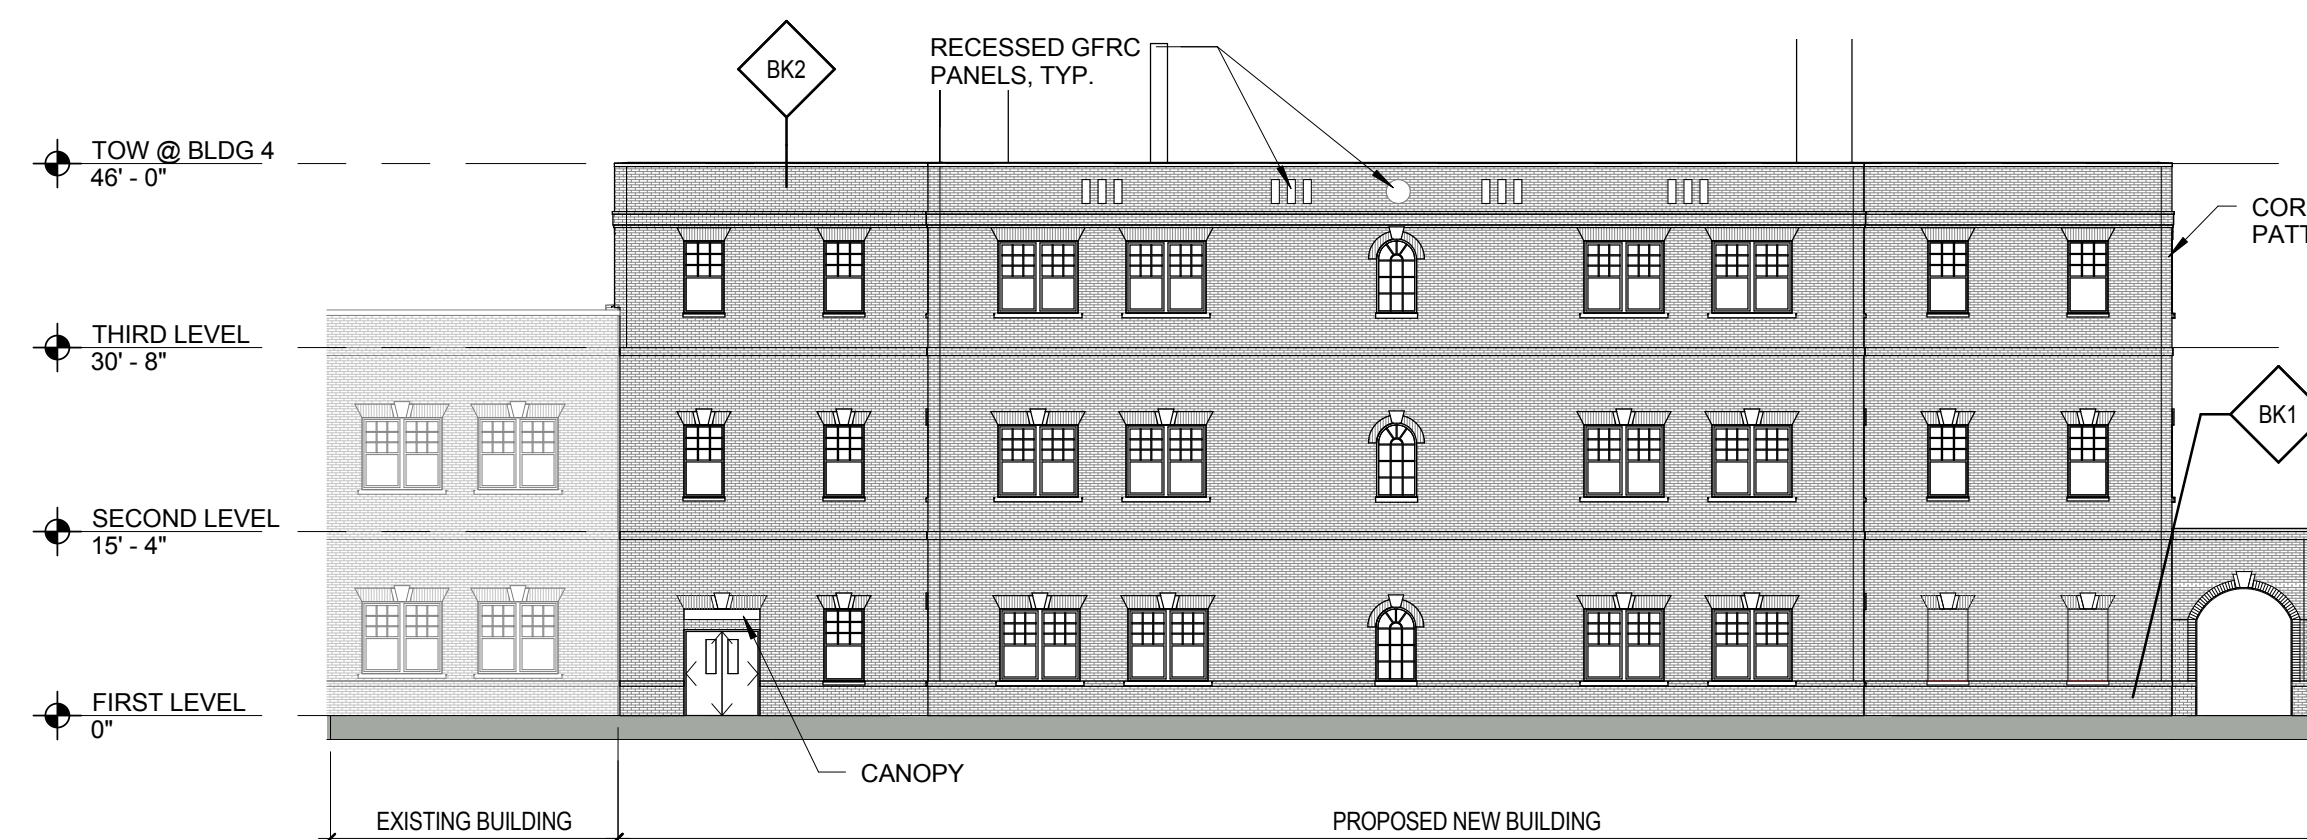 BK2
RECESSED GFRC
PANELS, TYP.
TOW @ BLDG 4
46' - 0"
COR
PATT
THIRD LEVEL
30' - 8"
BK1
SECOND LEVEL
15' - 4"
FIRST LEVEL
0"
CANOPY
EXISTING BUILDING
PROPOSED NEW BUILDING